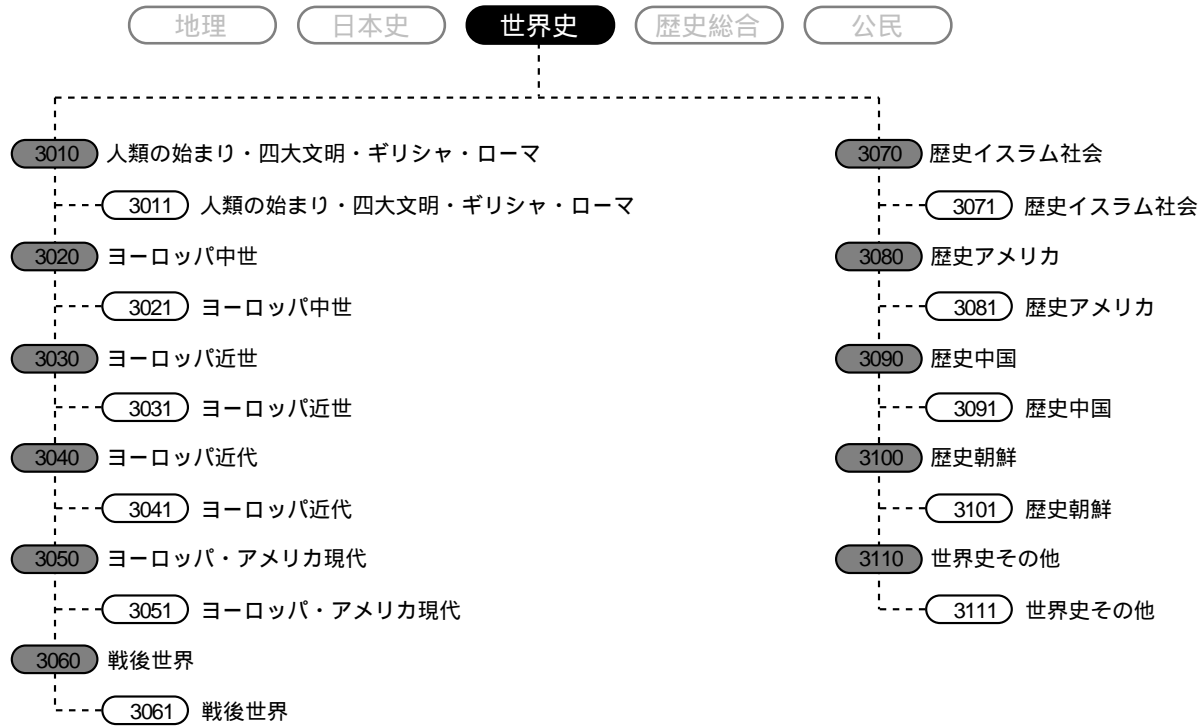 地理 日本史 世界史 歴史総合 公民
3010 人類の始まり・四大文明・ギリシャ・ローマ
3011 人類の始まり・四大文明・ギリシャ・ローマ
3020 ヨーロッパ中世
3021 ヨーロッパ中世
3030 ヨーロッパ近世
3031 ヨーロッパ近世
3040 ヨーロッパ近代
3041 ヨーロッパ近代
3050 ヨーロッパ・アメリカ現代
3051 ヨーロッパ・アメリカ現代
3060 戦後世界
3061 戦後世界
3070 歴史イスラム社会
3071 歴史イスラム社会
3080 歴史アメリカ
3081 歴史アメリカ
3090 歴史中国
3091 歴史中国
3100 歴史朝鮮
3101 歴史朝鮮
3110 世界史その他
3111 世界史その他